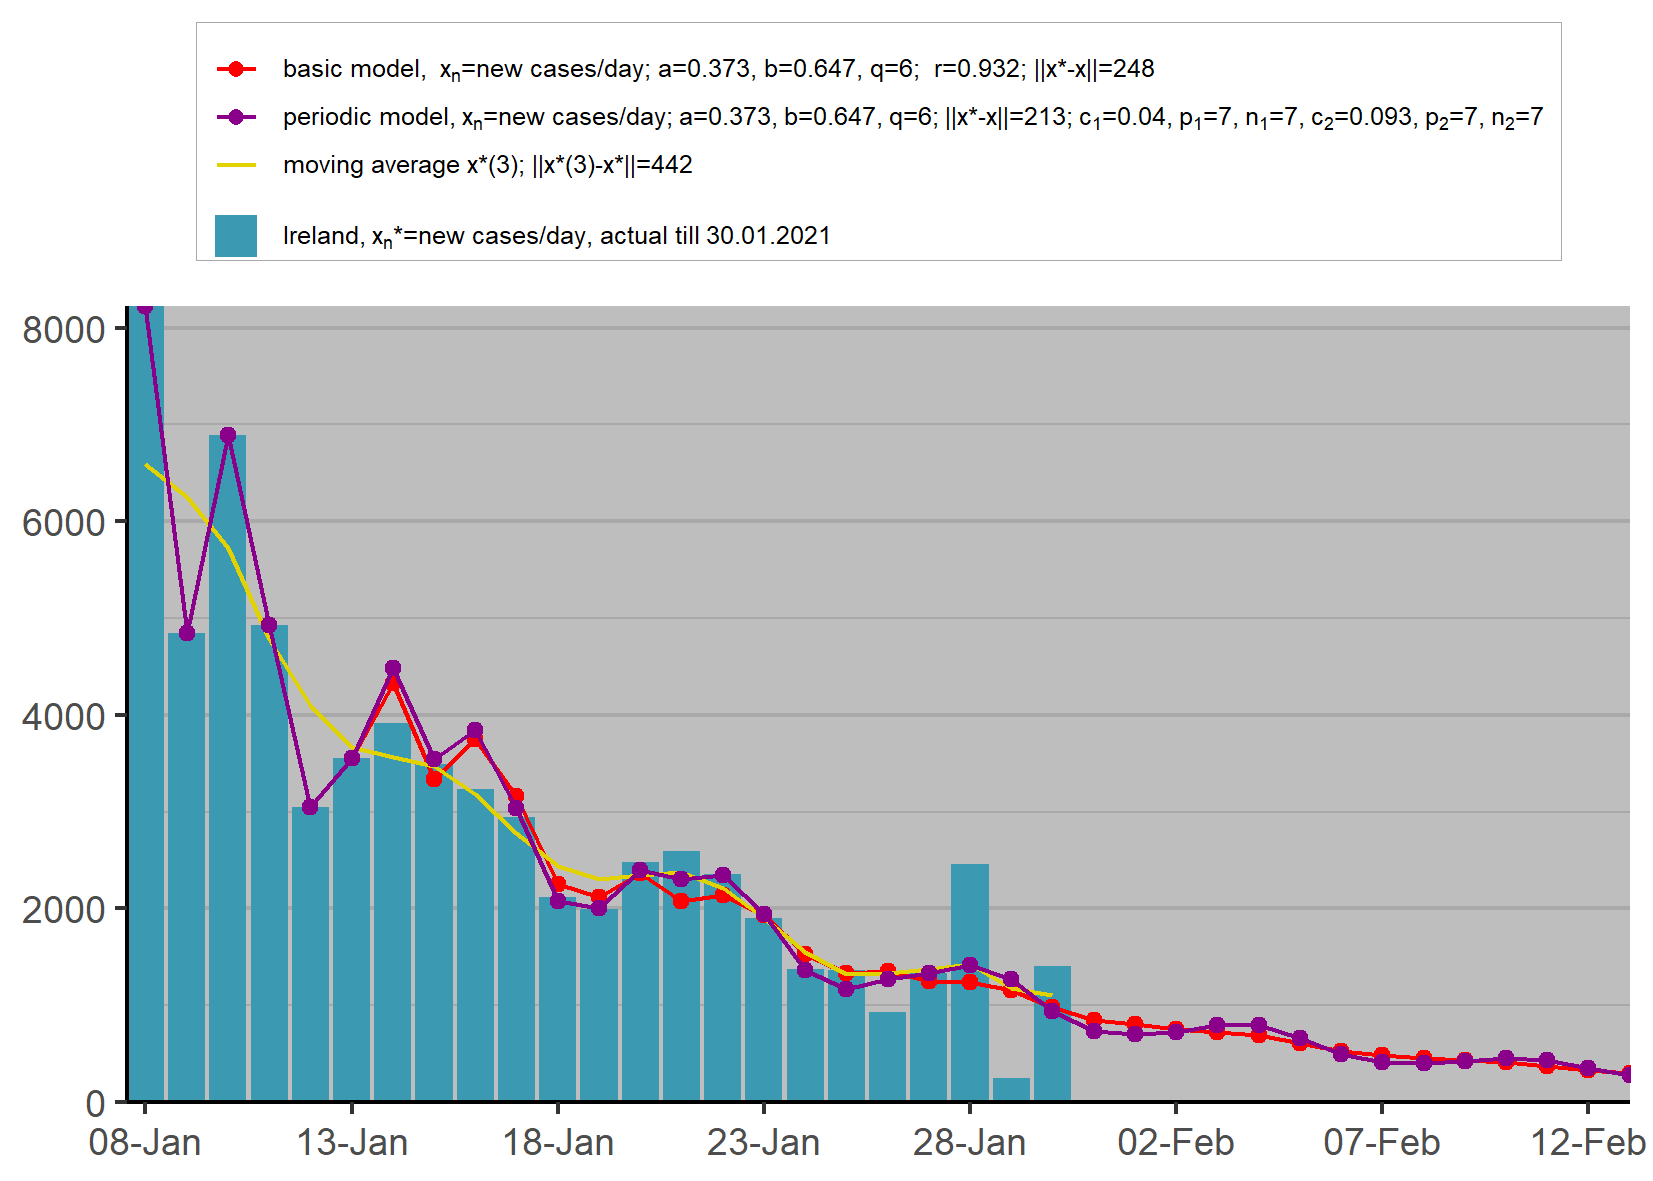 basic model,  xn=new cases/day; a=0.373, b=0.647, q=6;  r=0.932; ||x*-x||=248
periodic model, xn=new cases/day; a=0.373, b=0.647, q=6; ||x*-x||=213; c1=0.04, p1=7, n1=7, c2=0.093, p2=7, n2=7
moving average x*(3); ||x*(3)-x*||=442
Ireland, xn*=new cases/day, actual till 30.01.2021
8000
6000
4000
2000
0
08-Jan 13-Jan 18-Jan 23-Jan 28-Jan 02-Feb 07-Feb 12-Feb